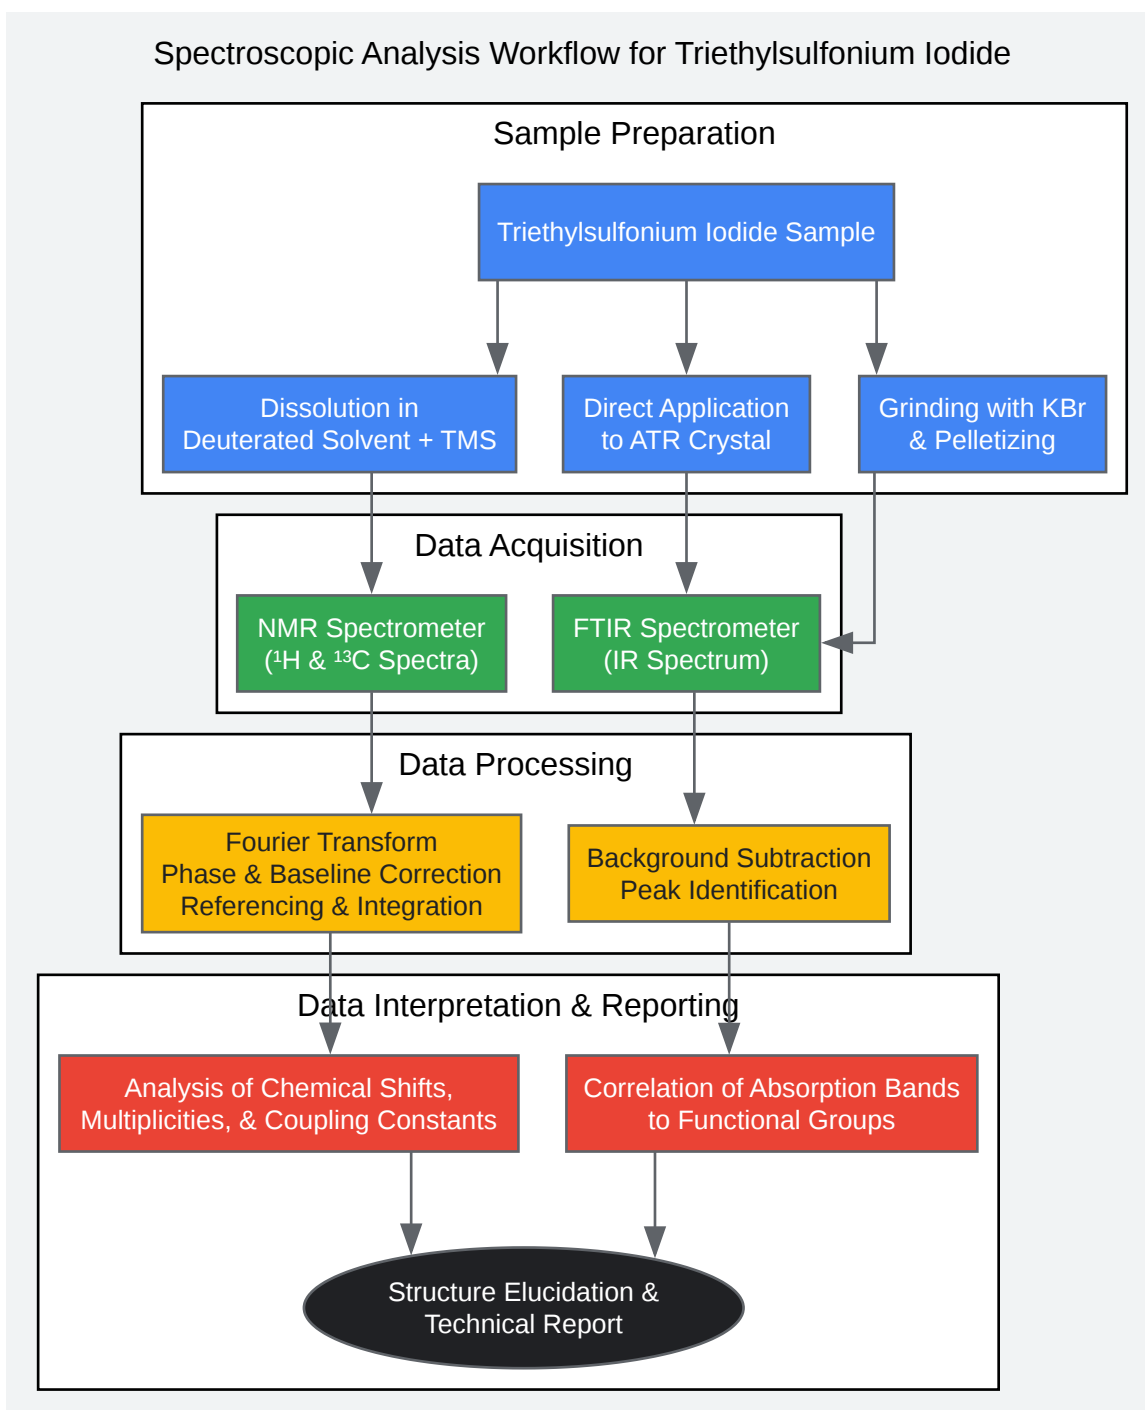 Spectroscopic Analysis Workflow for Triethylsulfonium Iodide
Sample Preparation
Triethylsulfonium Iodide Sample
Dissolution in
Deuterated Solvent + TMS
Direct Application
to ATR Crystal
Grinding with KBr
& Pelletizing
Data Acquisition
NMR Spectrometer
(¹H & ¹³C Spectra)
FTIR Spectrometer
(IR Spectrum)
Data Processing
Fourier Transform
Phase & Baseline Correction
Referencing & Integration
Background Subtraction
Peak Identification
Data Interpretation & Reporting
Analysis of Chemical Shifts,
Multiplicities, & Coupling Constants
Correlation of Absorption Bands
to Functional Groups
Structure Elucidation &
Technical Report